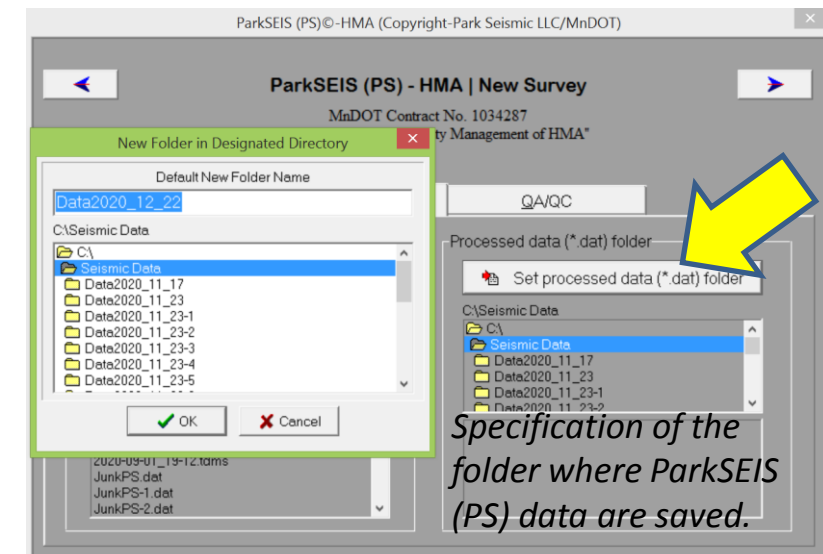 ParkSEIS (PS)©-HMA (Copyright-Park Seismic LLC/MnDOT)
ParkSEIS (PS) - HMA | New Survey
MnDOT Contract No. 1034287
ty Management of HMA"
New Folder in Designated Directory
Default New Folder Name
Data2020_12_22
C:\Seismic Data
C:\
Seismic Data
Data2020_11_17
Data2020_11_23
Data2020_11_23-1
Data2020_11_23-2
Data2020_11_23-3
Data2020_11_23-4
Data2020_11_23-5
OK
Cancel
2020-09-01_19-12.tdms
JunkPS.dat
JunkPS-1.dat
JunkPS-2.dat
QA/QC
Processed data (*.dat) folder
Set processed data (*.dat) folder
C:\Seismic Data
C:\
Seismic Data
Data2020_11_17
Data2020_11_23
Data2020_11_23-1
Data2020_11_23-2
Specification of the
folder where ParkSEIS
(PS) data are saved.